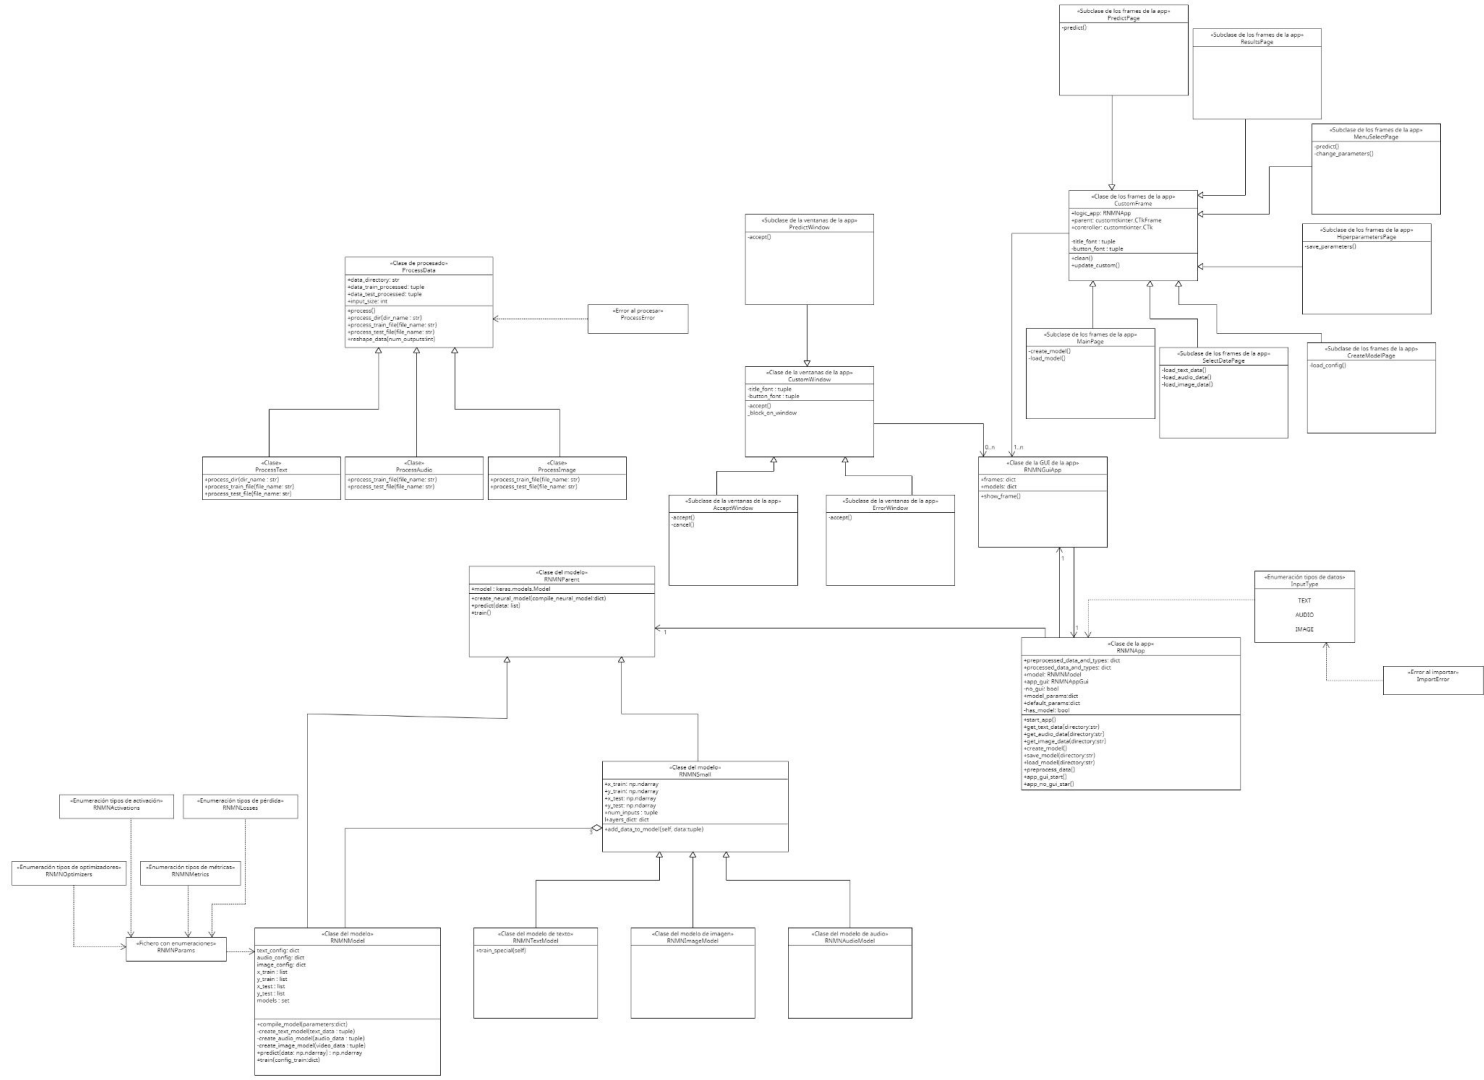 «Subclase de los frames de la app»
PredictPage
-predict()
«Subclase de los frames de la app»
ResultsPage
«Subclase de los frames de la app»
MenuSelectPage
-predict()
-change_parameters()
«Clase de los frames de la app»
CustomFrame
+logic_app: RNMNApp
+parent: customtkinter.CTkFrame
+controller: customtkinter.CTk
-title_font : tuple
-button_font : tuple
+clean()
+update_custom()
«Subclase de los frames de la app»
HiperparametersPage
-save_parameters()
«Subclase de la ventanas de la app»
PredictWindow
-accept()
«Clase de procesado»
ProcessData
+data_directory: str
+data_train_processed: tuple
+data_test_processed: tuple
+input_size: int
+process()
+process_dir(dir_name : str)
+process_train_file(file_name: str)
+process_test_file(file_name: str)
+reshape_data(num_outputs:int)
«Error al procesar»
ProcessError
«Subclase de los frames de la app»
MainPage
-create_model()
-load_model()
«Subclase de los frames de la app»
SelectDataPage
-load_text_data()
-load_audio_data()
-load_image_data()
«Subclase de los frames de la app»
CreateModelPage
-load_config()
«Clase de la ventanas de la app»
CustomWindow
-title_font : tuple
-button_font : tuple
-accept()
_block_on_window
0..n
1..n
«Clase»
ProcessText
+process_dir(dir_name : str)
+process_train_file(file_name: str)
+process_test_file(file_name: str)
«Clase»
ProcessAudio
+process_train_file(file_name: str)
+process_test_file(file_name: str)
«Clase»
ProcessImage
+process_train_file(file_name: str)
+process_test_file(file_name: str)
«Clase de la GUI de la app»
RNMNGuiApp
+frames: dict
+models: dict
+show_frame()
«Subclase de la ventanas de la app»
AcceptWindow
-accept()
-cancel()
«Subclase de la ventanas de la app»
ErrorWindow
-accept()
1
1
«Clase del modelo»
RNMNParent
+model : keras.models.Model
+create_neural_model(compile_neural_model:dict)
+predict(data: list)
+train()
1
«Enumeración tipos de datos»
InputType
TEXT
AUDIO
IMAGE
«Error al importar»
ImportError
«Clase de la app»
RNMNApp
+preprocessed_data_and_types: dict
+processed_data_and_types: dict
+model: RNMNModel
+app_gui: RNMNAppGui
-no_gui: bool
+model_params:dict
+default_params:dict
-has_model: bool
+start_app()
+get_text_data(directory:str)
+get_audio_data(directory:str)
+get_image_data(directory:str)
+create_model()
+save_model(directory:str)
+load_model(directory:str)
+preprocess_data()
+app_gui_start()
+app_no_gui_star()
«Clase del modelo»
RNMNSmall
+x_train: np.ndarray
+y_train: np.ndarray
+x_test: np.ndarray
+y_test: np.ndarray
+num_inputs : tuple
+add_data_to_model(self, data:tuple)
«Enumeración tipos de activación»
RNMNActivations
«Enumeración tipos de pérdida»
RNMNLosses
«Enumeración tipos de optimizadores»
RNMNOptimizers
«Enumeración tipos de métricas»
RNMNMetrics
«Fichero con enumeraciones»
RNMNParams
«Clase del modelo»
RNMNModel
text_config: dict
audio_config: dict
image_config: dict
x_train : list
y_train : list
x_test : list
y_test : list
models : set
+compile_model(parameters:dict)
-create_text_model(text_data : tuple)
-create_audio_model(audio_data : tuple)
-create_image_model(video_data : tuple)
+predict(data: np.ndarray) : np.ndarray
+train(config_train:dict)
«Clase del modelo de texto»
RNMNTextModel
+train_special(self)
«Clase del modelo de imagen»
RNMNImageModel
«Clase del modelo de audio»
RNMNAudioModel